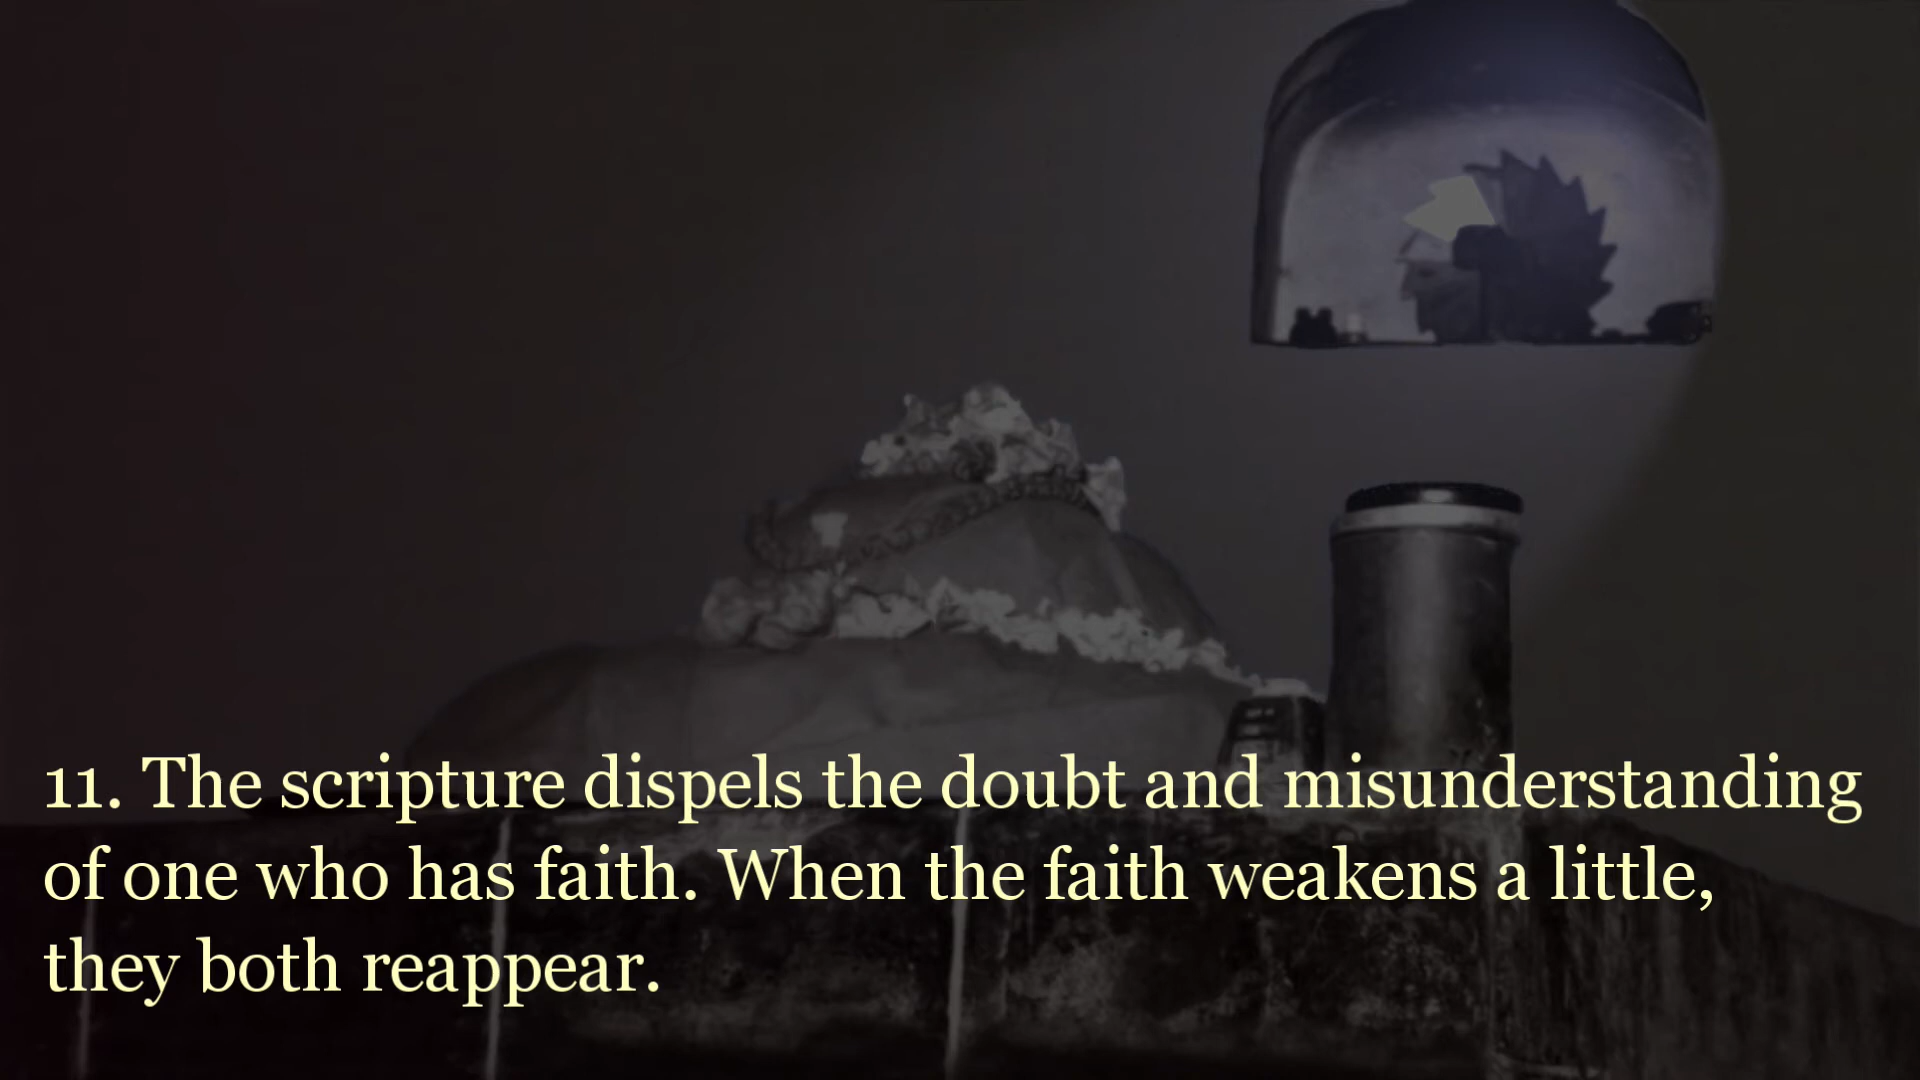 11. The scripture dispels the doubt and misunderstanding
of one who has faith. When the faith weakens a little,
they both reappear.